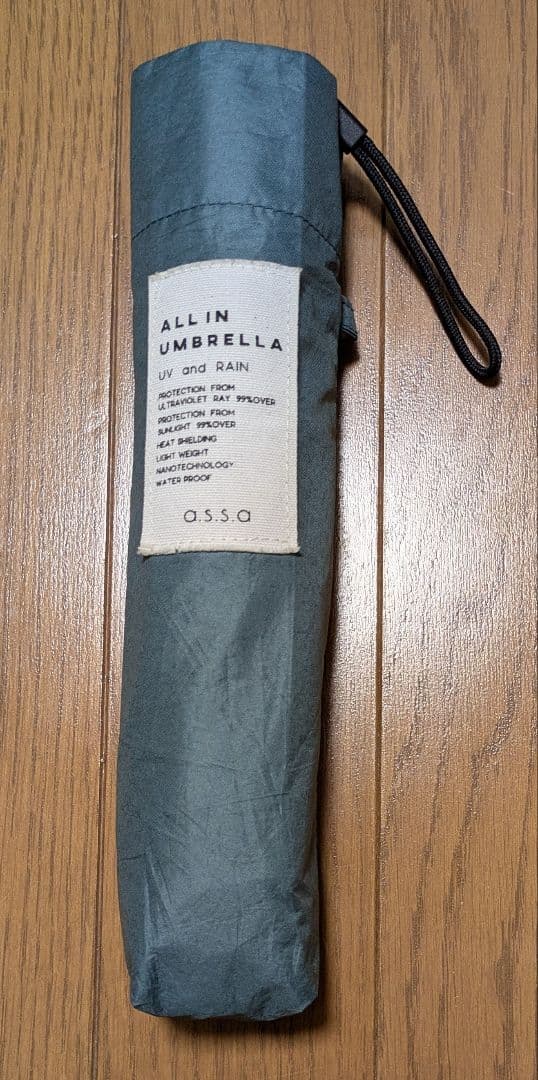 ALL IN
UMBRELLA
UV and RAIN
PROTECTION FROM
ULTRAVIOLET RAY 99%OVER
PROTECTION FROM
SUNLIGHT 99%OVER
HEAT SHIELDING
LIGHT WEIGHT
NANOTECHNOLOGY
WATER PROOF
a.s.s.a